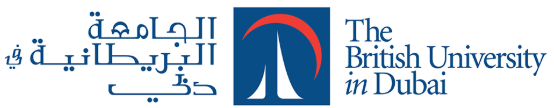 الجامعة
البريطانية في
دبي
The
British University
in Dubai